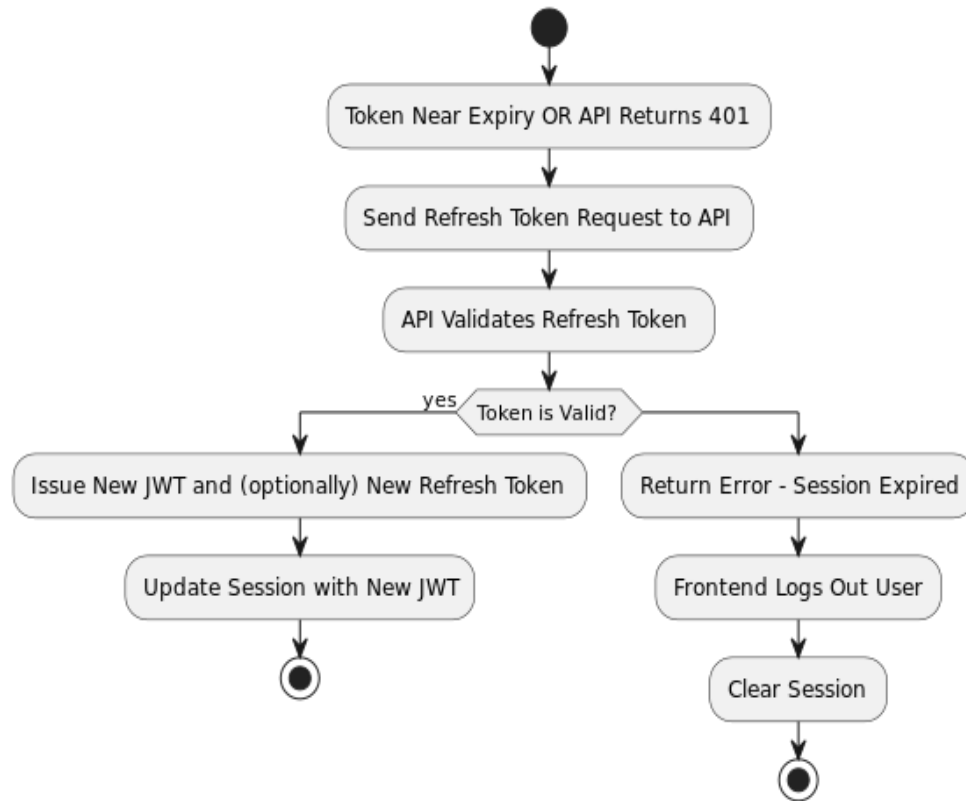 Token Near Expiry OR API Returns 401
Send Refresh Token Request to API
API Validates Refresh Token
yes
Token is Valid?
Issue New JWT and (optionally) New Refresh Token
Return Error - Session Expired
Update Session with New JWT
Frontend Logs Out User
Clear Session